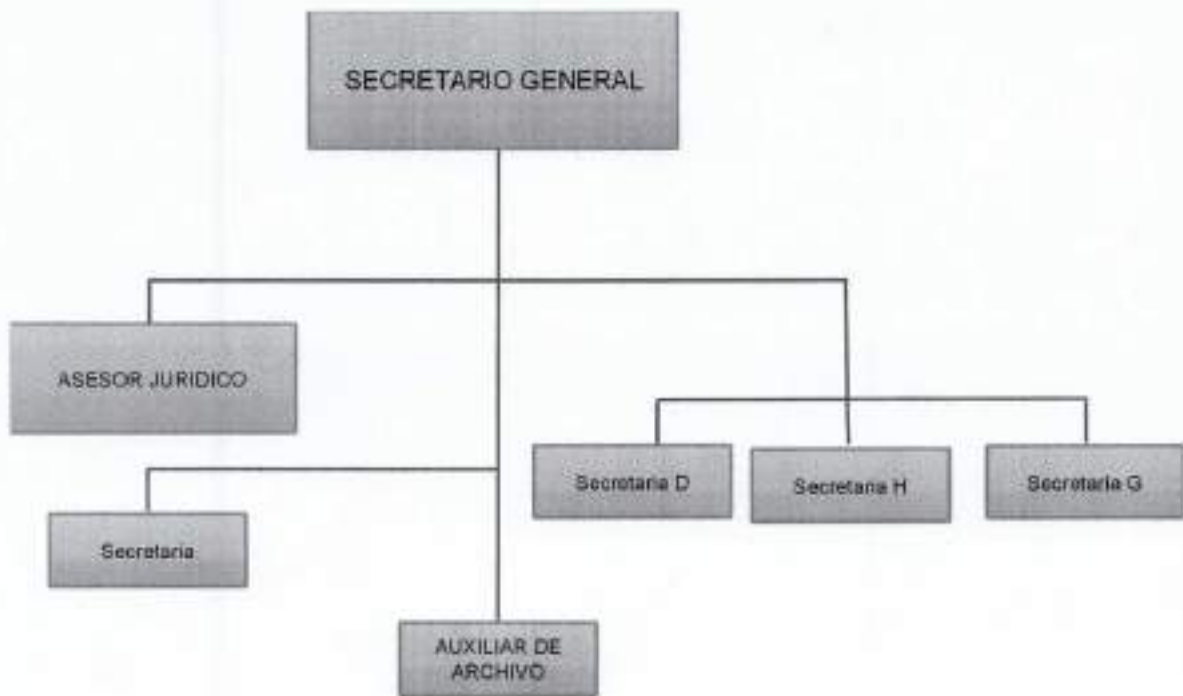 SECRETARIO GENERAL
ASESOR JURIDICO
Secretaria D
Secretaria H
Secretaria G
Secretaria
AUXILIAR DE
ARCHIVO